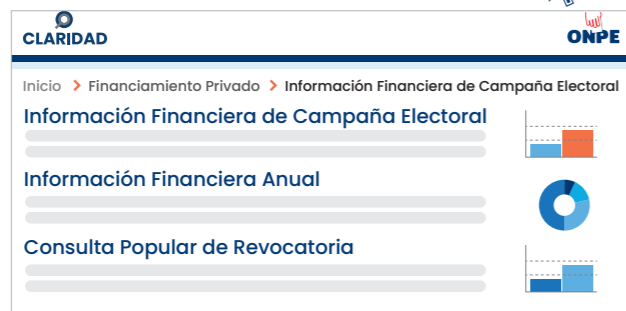 CLARIDAD
ONPE
Inicio > Financiamiento Privado > Información Financiera de Campaña Electoral
Información Financiera de Campaña Electoral
Información Financiera Anual
Consulta Popular de Revocatoria